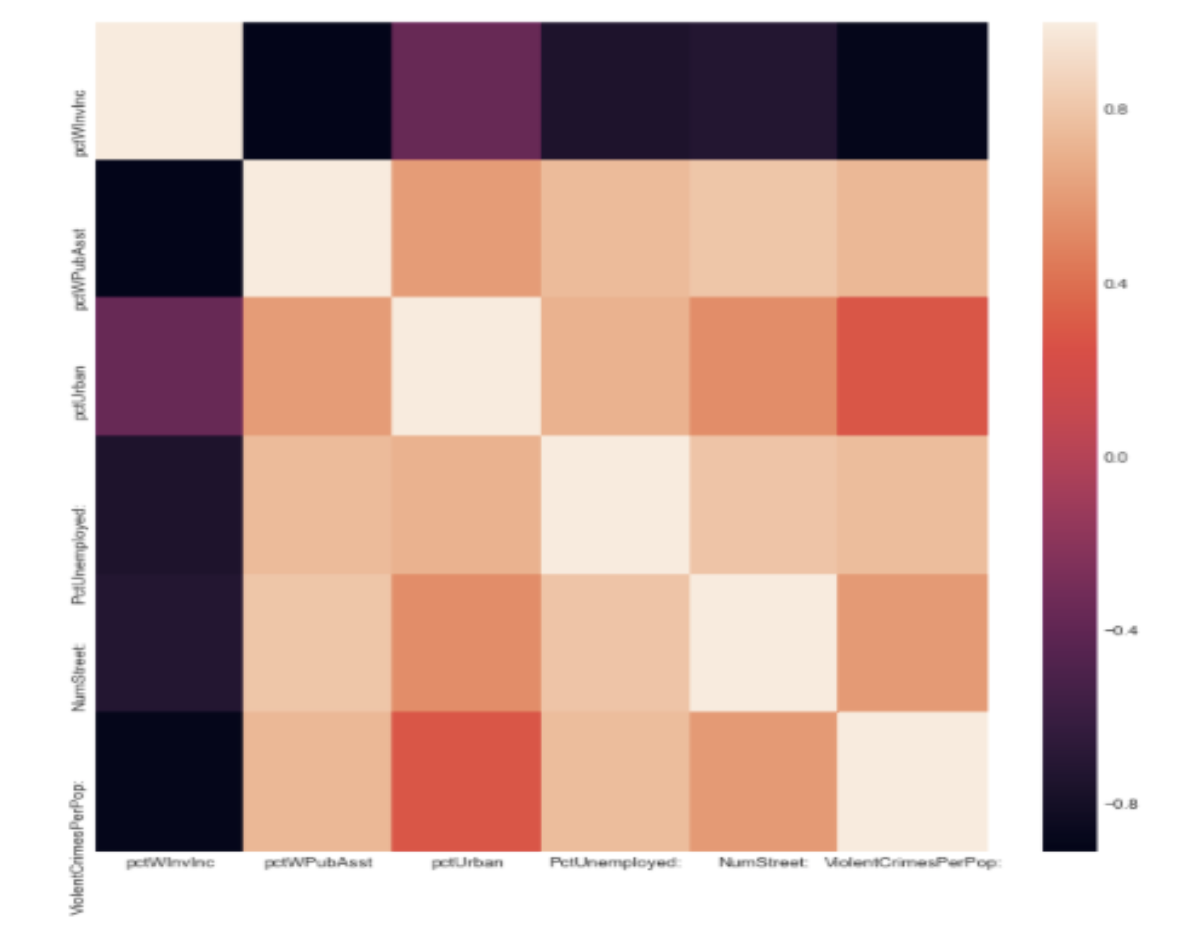 pctWInvInc
pctWPubAsst
pctUrban
PctUnemployed:
NumStreet:
ViolentCrimesPerPop:
pctWInvInc pctWPubAsst pctUrban PctUnemployed: NumStreet: ViolentCrimesPerPop:
0.8
0.4
0.0
−0.4
−0.8